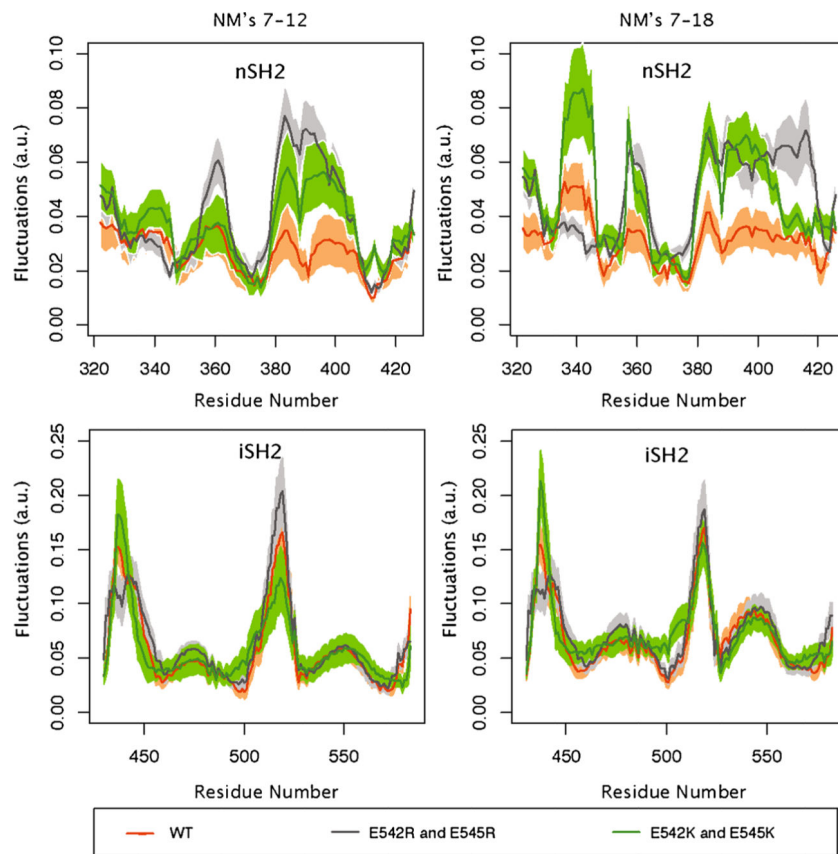 NM's 7-12
NM's 7-18
nSH2
Fluctuations (a.u.)
0.10
0.08
0.06
0.04
0.02
0.00
320 340 360 380 400 420
Residue Number
nSH2
Fluctuations (a.u.)
0.10
0.08
0.06
0.04
0.02
0.00
320 340 360 380 400 420
Residue Number
iSH2
Fluctuations (a.u.)
0.25
0.20
0.15
0.10
0.05
0.00
450 500 550
Residue Number
iSH2
Fluctuations (a.u.)
0.25
0.20
0.15
0.10
0.05
0.00
450 500 550
Residue Number
WT E542R and E545R E542K and E545K